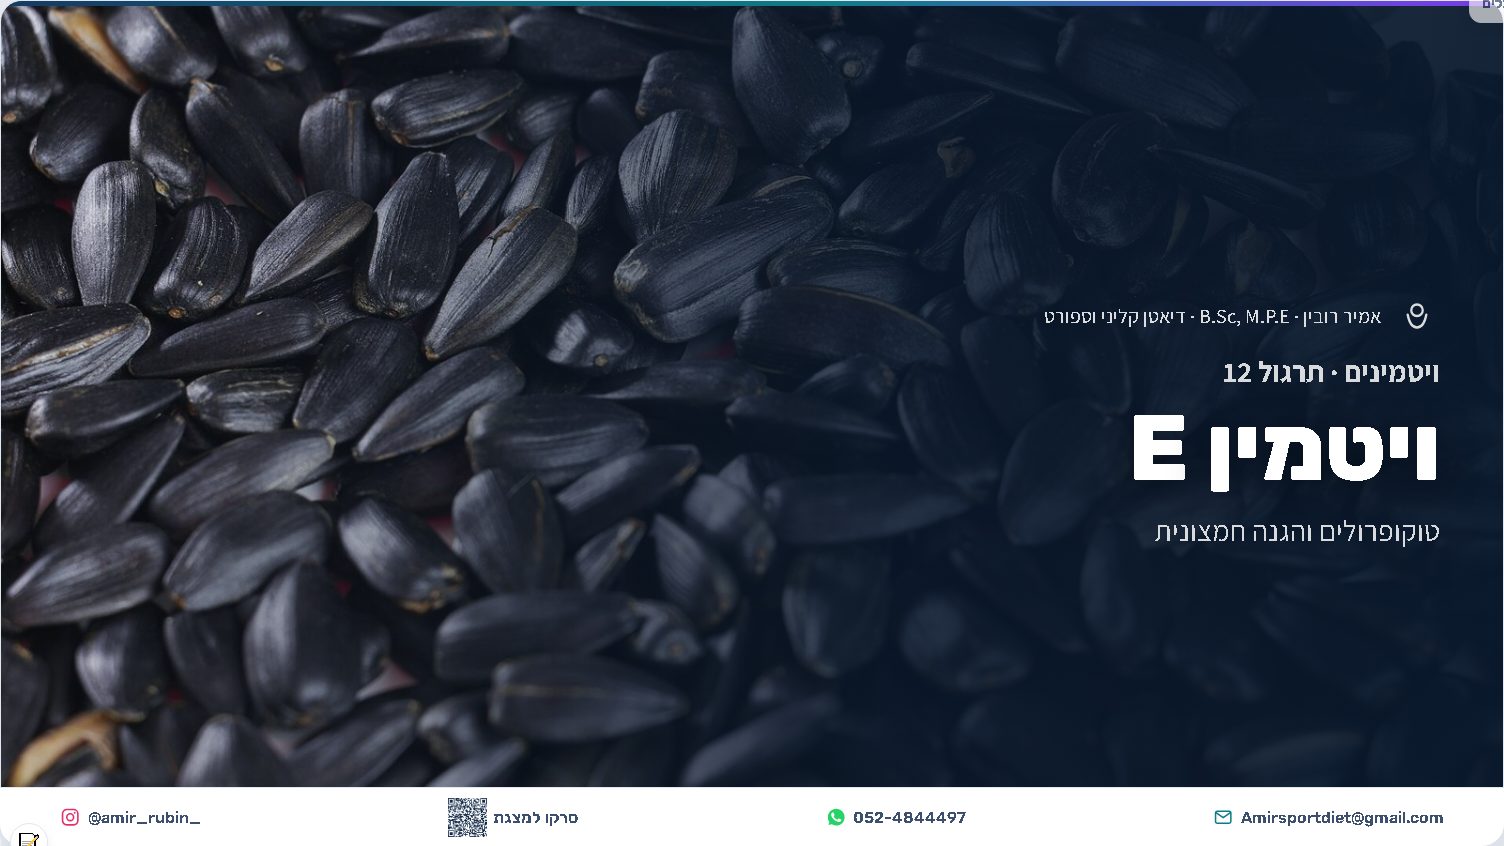 אמיר רובין · B.Sc, M.P.E · דיאטן קליני וספורט
ויטמינים · תרגול 12
ויטמין E
טוקופרולים והגנה חמצונית
@amir_rubin_
סרקו למצגת
052-4844497
Amirsportdiet@gmail.com